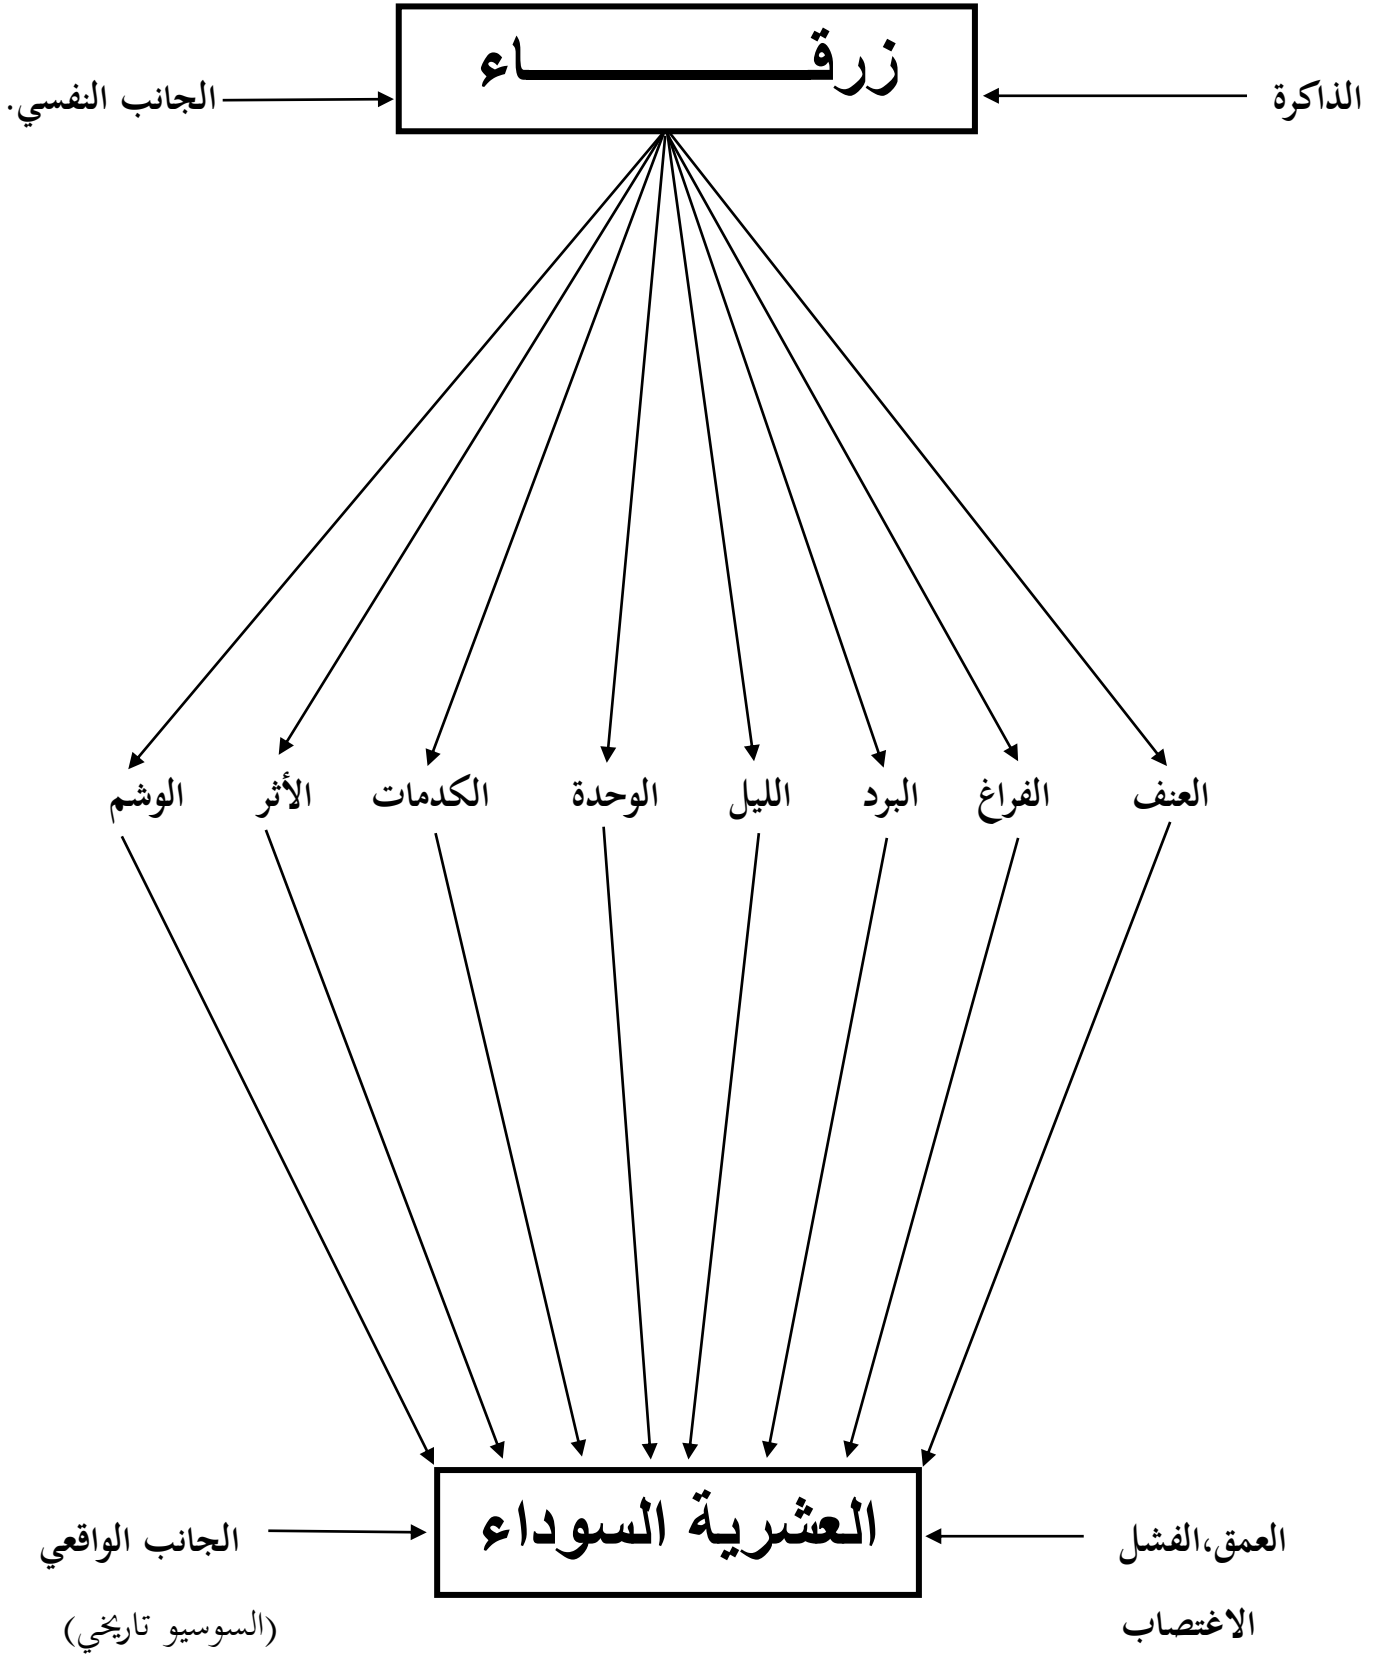 زرقـــــــــــاء
الذاكرة
الجانب النفسي.
العنف الفراغ البرد الليل الوحدة الكدمات الأثر الوشم
العشرية السوداء
العمق،الفشل
الجانب الواقعي
الاغتصاب
(السوسيو تاريخي)